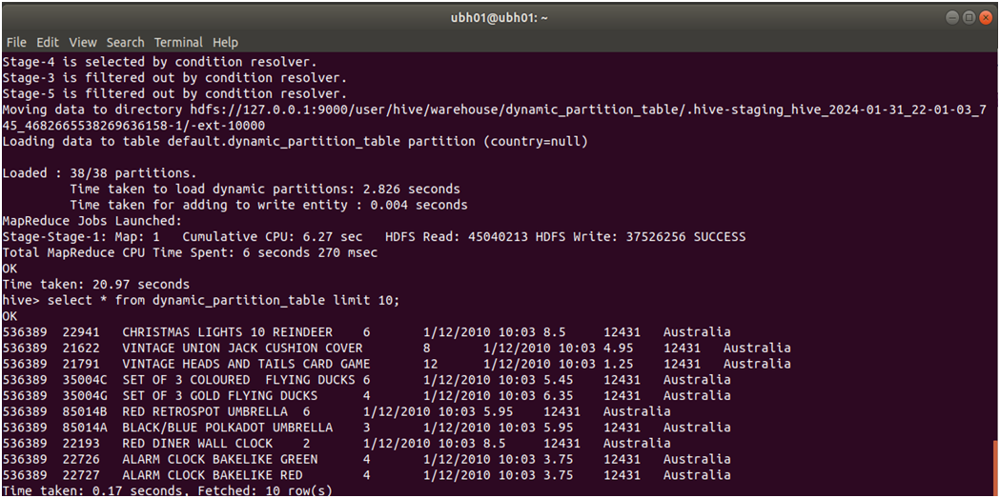 ubh01@ubh01: ~
File Edit View Search Terminal Help
Stage-4 is selected by condition resolver.
Stage-3 is filtered out by condition resolver.
Stage-5 is filtered out by condition resolver.
Moving data to directory hdfs://127.0.0.1:9000/user/hive/warehouse/dynamic_partition_table/.hive-staging_hive_2024-01-31_22-01-03_7
45_4682665538269636158-1/-ext-10000
Loading data to table default.dynamic_partition_table partition (country=null)
Loaded : 38/38 partitions.
Time taken to load dynamic partitions: 2.826 seconds
Time taken for adding to write entity : 0.004 seconds
MapReduce Jobs Launched:
Stage-Stage-1: Map: 1   Cumulative CPU: 6.27 sec   HDFS Read: 45040213 HDFS Write: 37526256 SUCCESS
Total MapReduce CPU Time Spent: 6 seconds 270 msec
OK
Time taken: 20.97 seconds
hive> select * from dynamic_partition_table limit 10;
OK
536389 22941 CHRISTMAS LIGHTS 10 REINDEER 6 1/12/2010 10:03 8.5 12431 Australia
536389 21622 VINTAGE UNION JACK CUSHION COVER 8 1/12/2010 10:03 4.95 12431 Australia
536389 21791 VINTAGE HEADS AND TAILS CARD GAME 12 1/12/2010 10:03 1.25 12431 Australia
536389 35004C SET OF 3 COLOURED  FLYING DUCKS 6 1/12/2010 10:03 5.45 12431 Australia
536389 35004G SET OF 3 GOLD FLYING DUCKS 4 1/12/2010 10:03 6.35 12431 Australia
536389 85014B RED RETROSPOT UMBRELLA 6 1/12/2010 10:03 5.95 12431 Australia
536389 85014A BLACK/BLUE POLKADOT UMBRELLA 3 1/12/2010 10:03 5.95 12431 Australia
536389 22193 RED DINER WALL CLOCK 2 1/12/2010 10:03 8.5 12431 Australia
536389 22726 ALARM CLOCK BAKELIKE GREEN 4 1/12/2010 10:03 3.75 12431 Australia
536389 22727 ALARM CLOCK BAKELIKE RED 4 1/12/2010 10:03 3.75 12431 Australia
Time taken: 0.17 seconds, Fetched: 10 row(s)